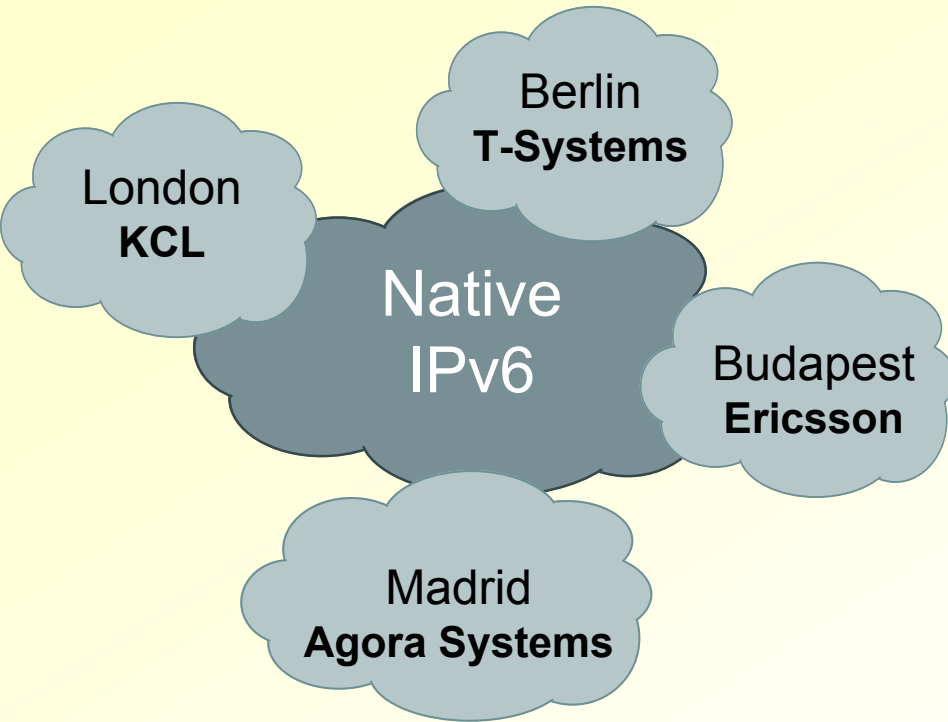 Berlin
T-Systems
London
KCL
Native
IPv6
Budapest
Ericsson
Madrid
Agora Systems